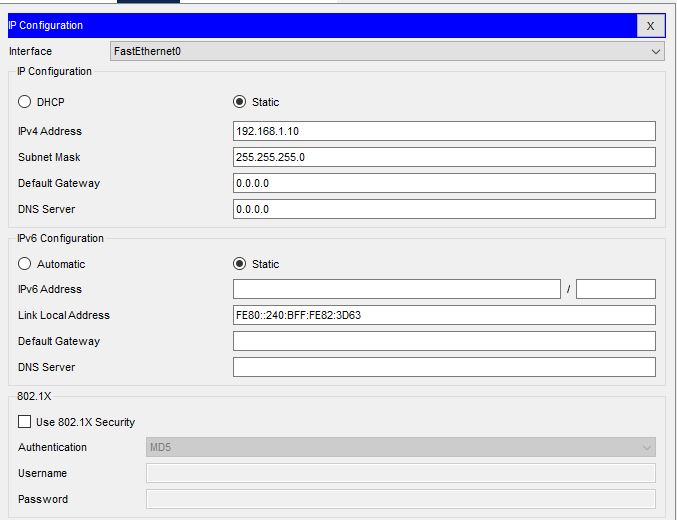 IP Configuration X
Interface FastEthernet0
IP Configuration
DHCP Static
IPv4 Address 192.168.1.10
Subnet Mask 255.255.255.0
Default Gateway 0.0.0.0
DNS Server 0.0.0.0
IPv6 Configuration
Automatic Static
IPv6 Address /
Link Local Address FE80::240:BFF:FE82:3D63
Default Gateway
DNS Server
802.1X
Use 802.1X Security
Authentication MD5
Username
Password